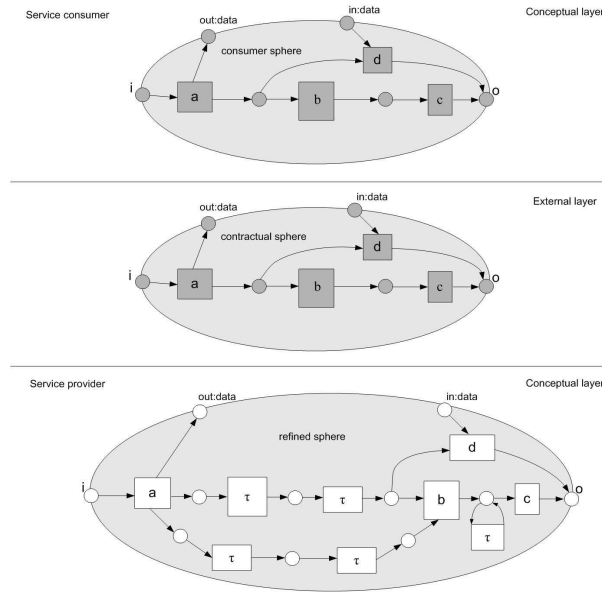 Service consumer
Conceptual layer
in:data
out:data
consumer sphere
d
i
a
b
c
o
External layer
in:data
out:data
contractual sphere
d
i
a
b
c
o
Service provider
Conceptual layer
out:data
in:data
refined sphere
d
i
a
τ
τ
b
c
o
τ
τ
τ